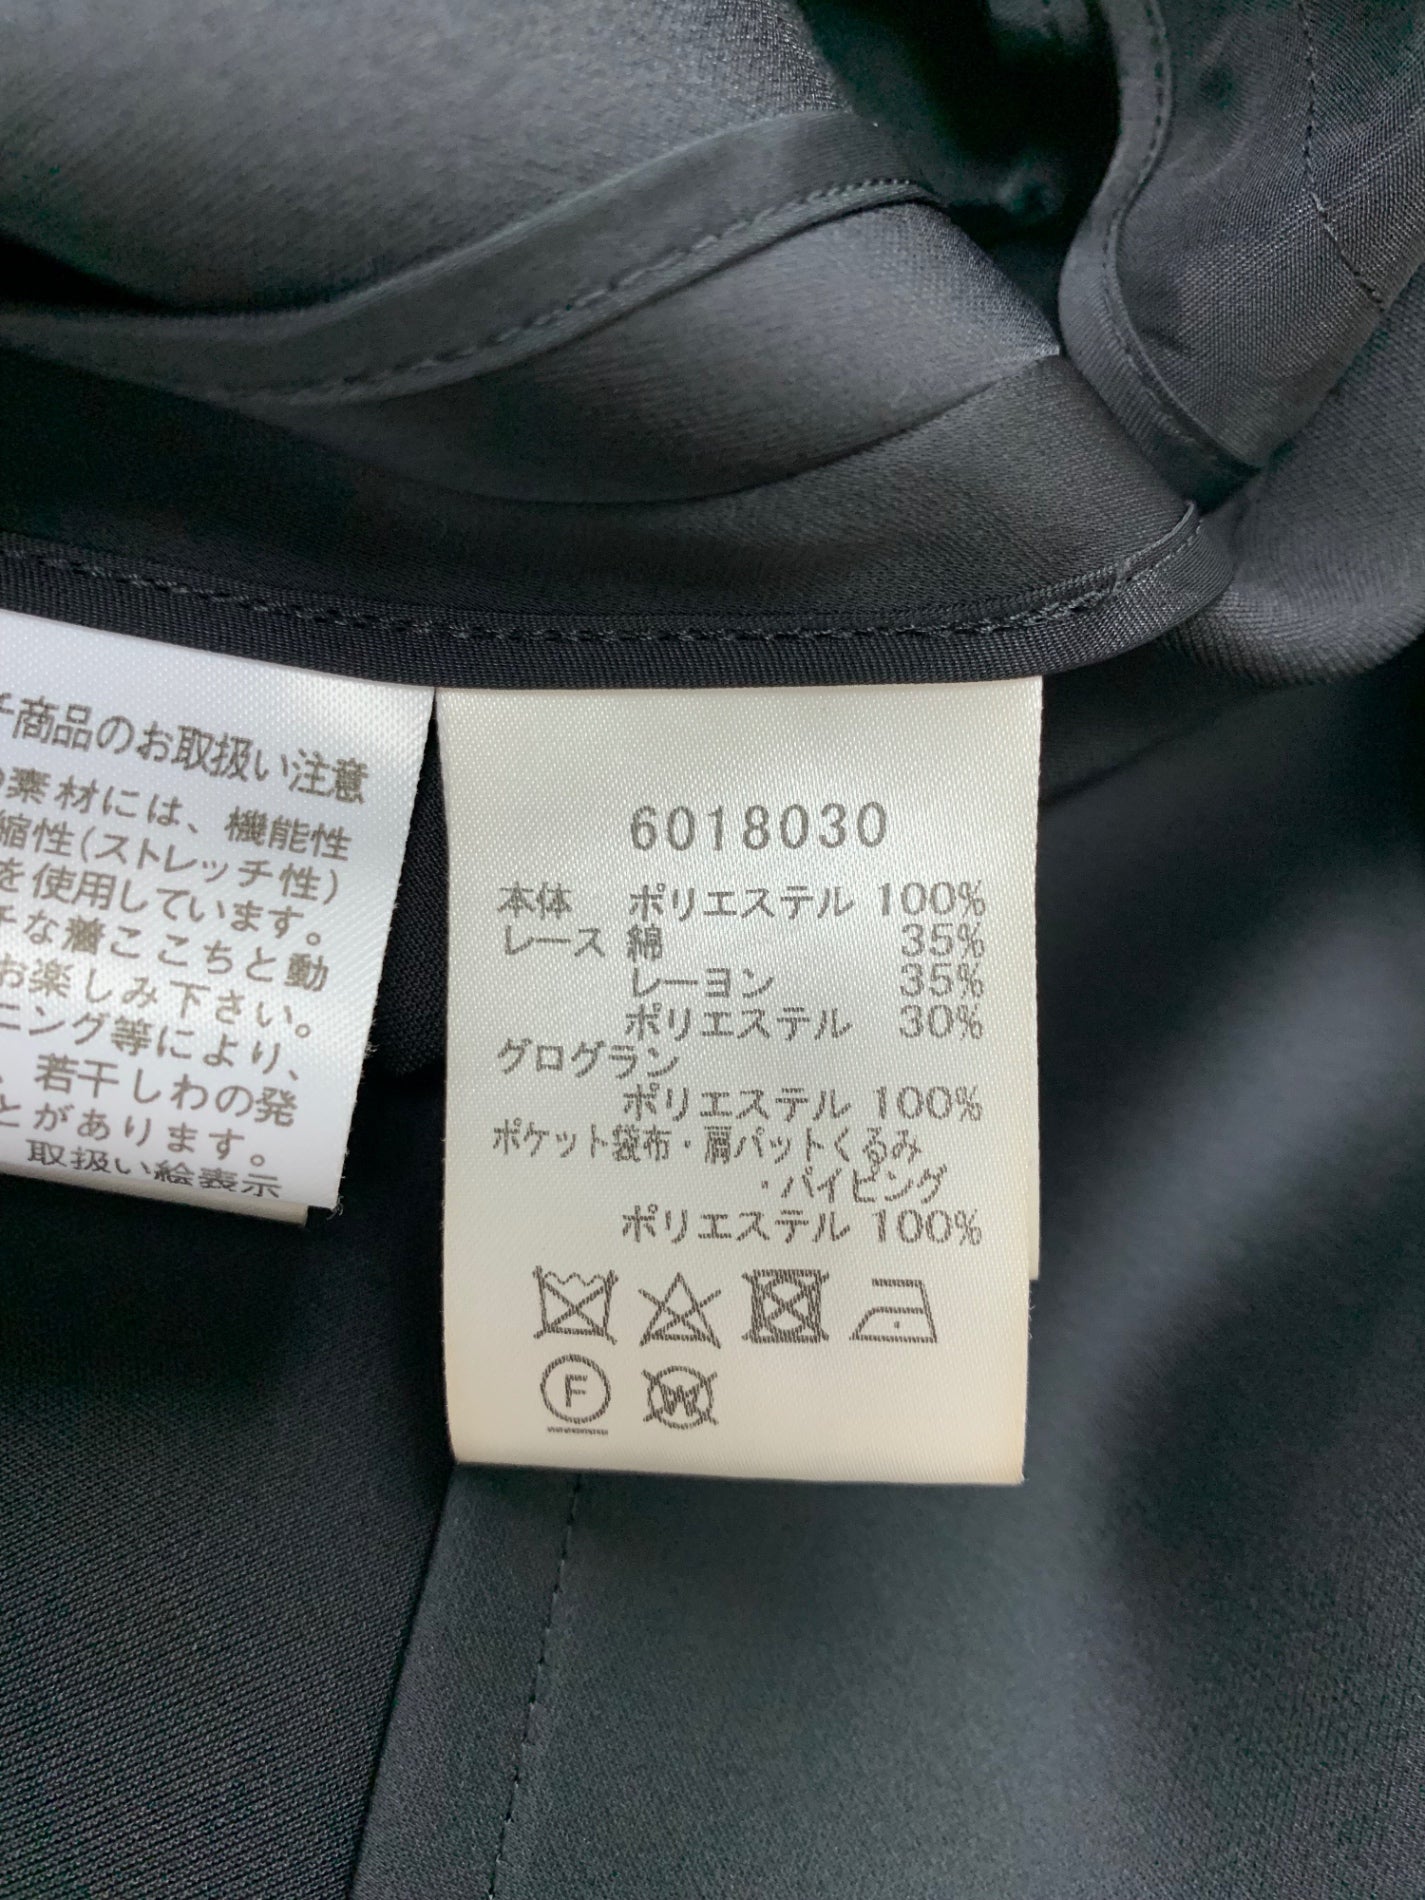 商品のお取扱い注意
素材には、機能性
縮性(ストレッチ性)
を使用しています。
チな着ごこちと動
お楽しみ下さい。
ニング等により、
、若干しわの発
とがあります。
取扱い絵表示
6018030
本体 ポリエステル 100%
レース 綿 35%
レーヨン 35%
ポリエステル 30%
グログラン
ポリエステル 100%
ポケット袋布・肩パットくるみ
・パイピング
ポリエステル 100%
F
W